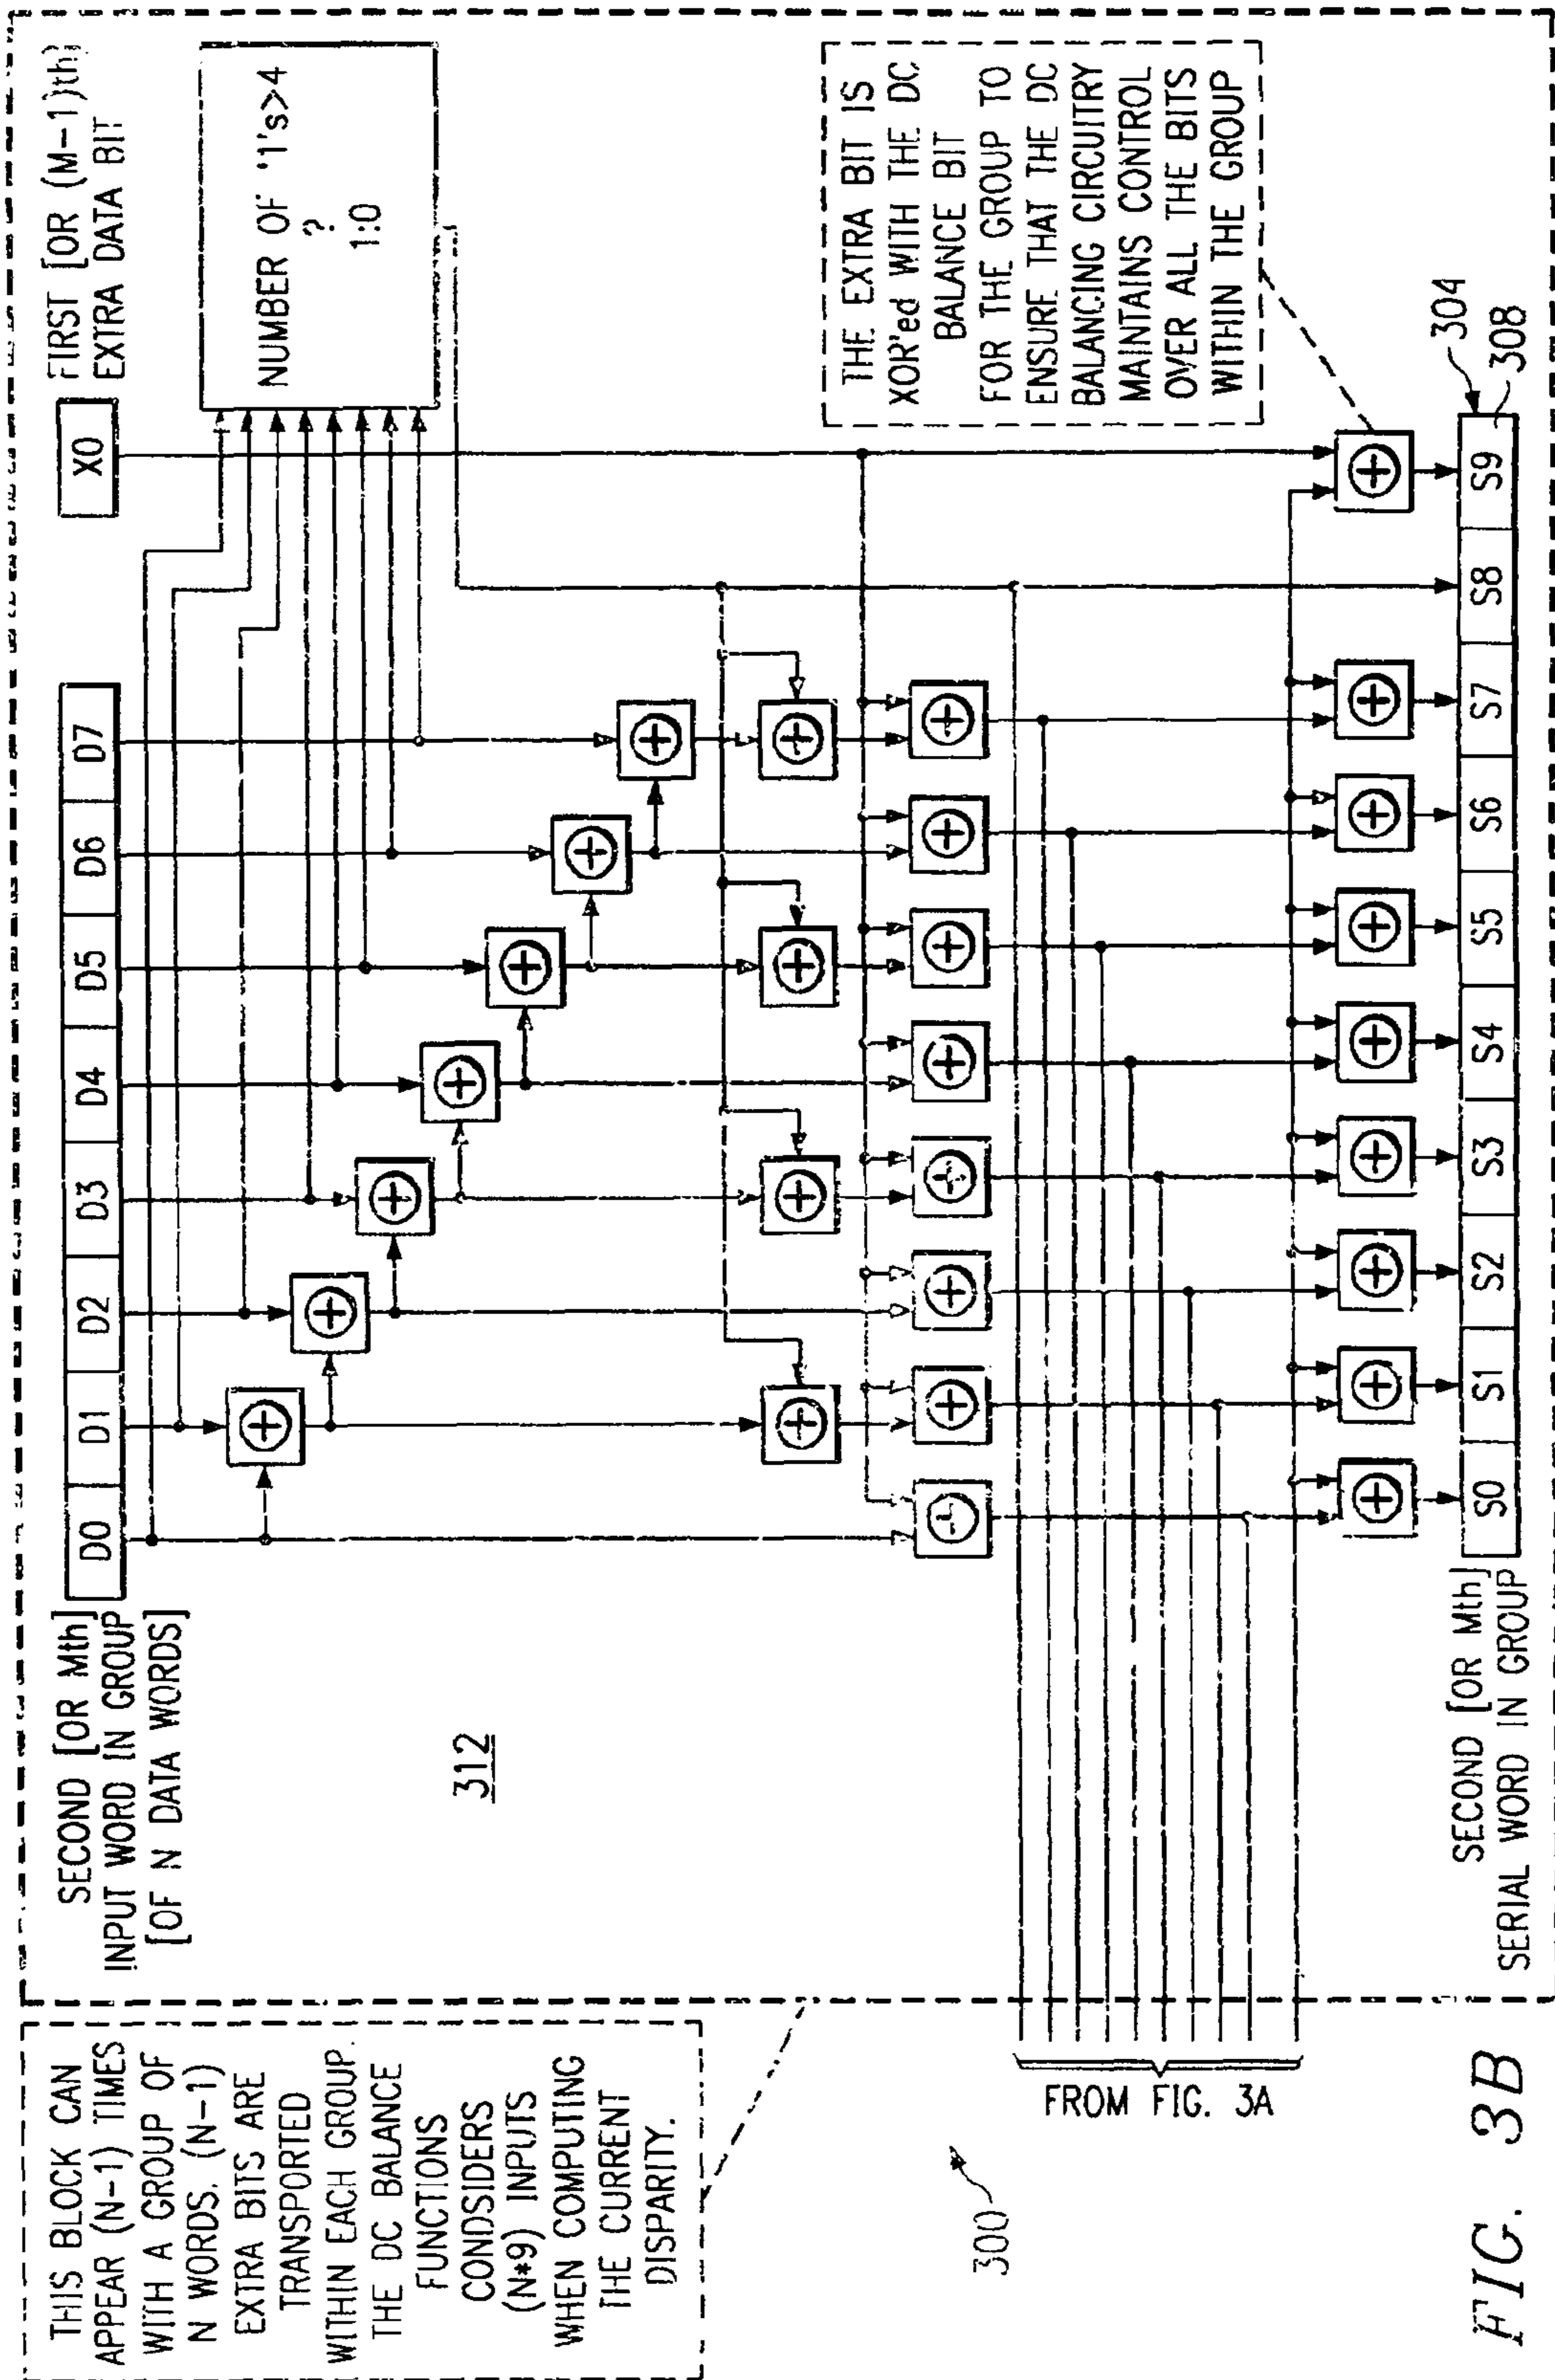 THIS BLOCK CAN
APPEAR (N-1) TIMES
WITH A GROUP OF
N WORDS. (N-1)
EXTRA BITS ARE
TRANSPORTED
WITHIN EACH GROUP.
THE DC BALANCE
FUNCTIONS
CONDSIDERS
(N*9) INPUTS
WHEN COMPUTING
THE CURRENT
DISPARITY.
SECOND [OR Mth]
INPUT WORD IN GROUP
[OF N DATA WORDS]
D0 D1 D2 D3 D4 D5 D6 D7
X0
FIRST [OR (M-1)th]
EXTRA DATA BIT
NUMBER OF '1's>4
?
1:0
312
THE EXTRA BIT IS
XOR'ed WITH THE DC
BALANCE BIT
FOR THE GROUP TO
ENSURE THAT THE DC
BALANCING CIRCUITRY
MAINTAINS CONTROL
OVER ALL THE BITS
WITHIN THE GROUP
300
FROM FIG. 3A
304
308
S0 S1 S2 S3 S4 S5 S6 S7 S8 S9
SECOND [OR Mth]
SERIAL WORD IN GROUP
FIG. 3B